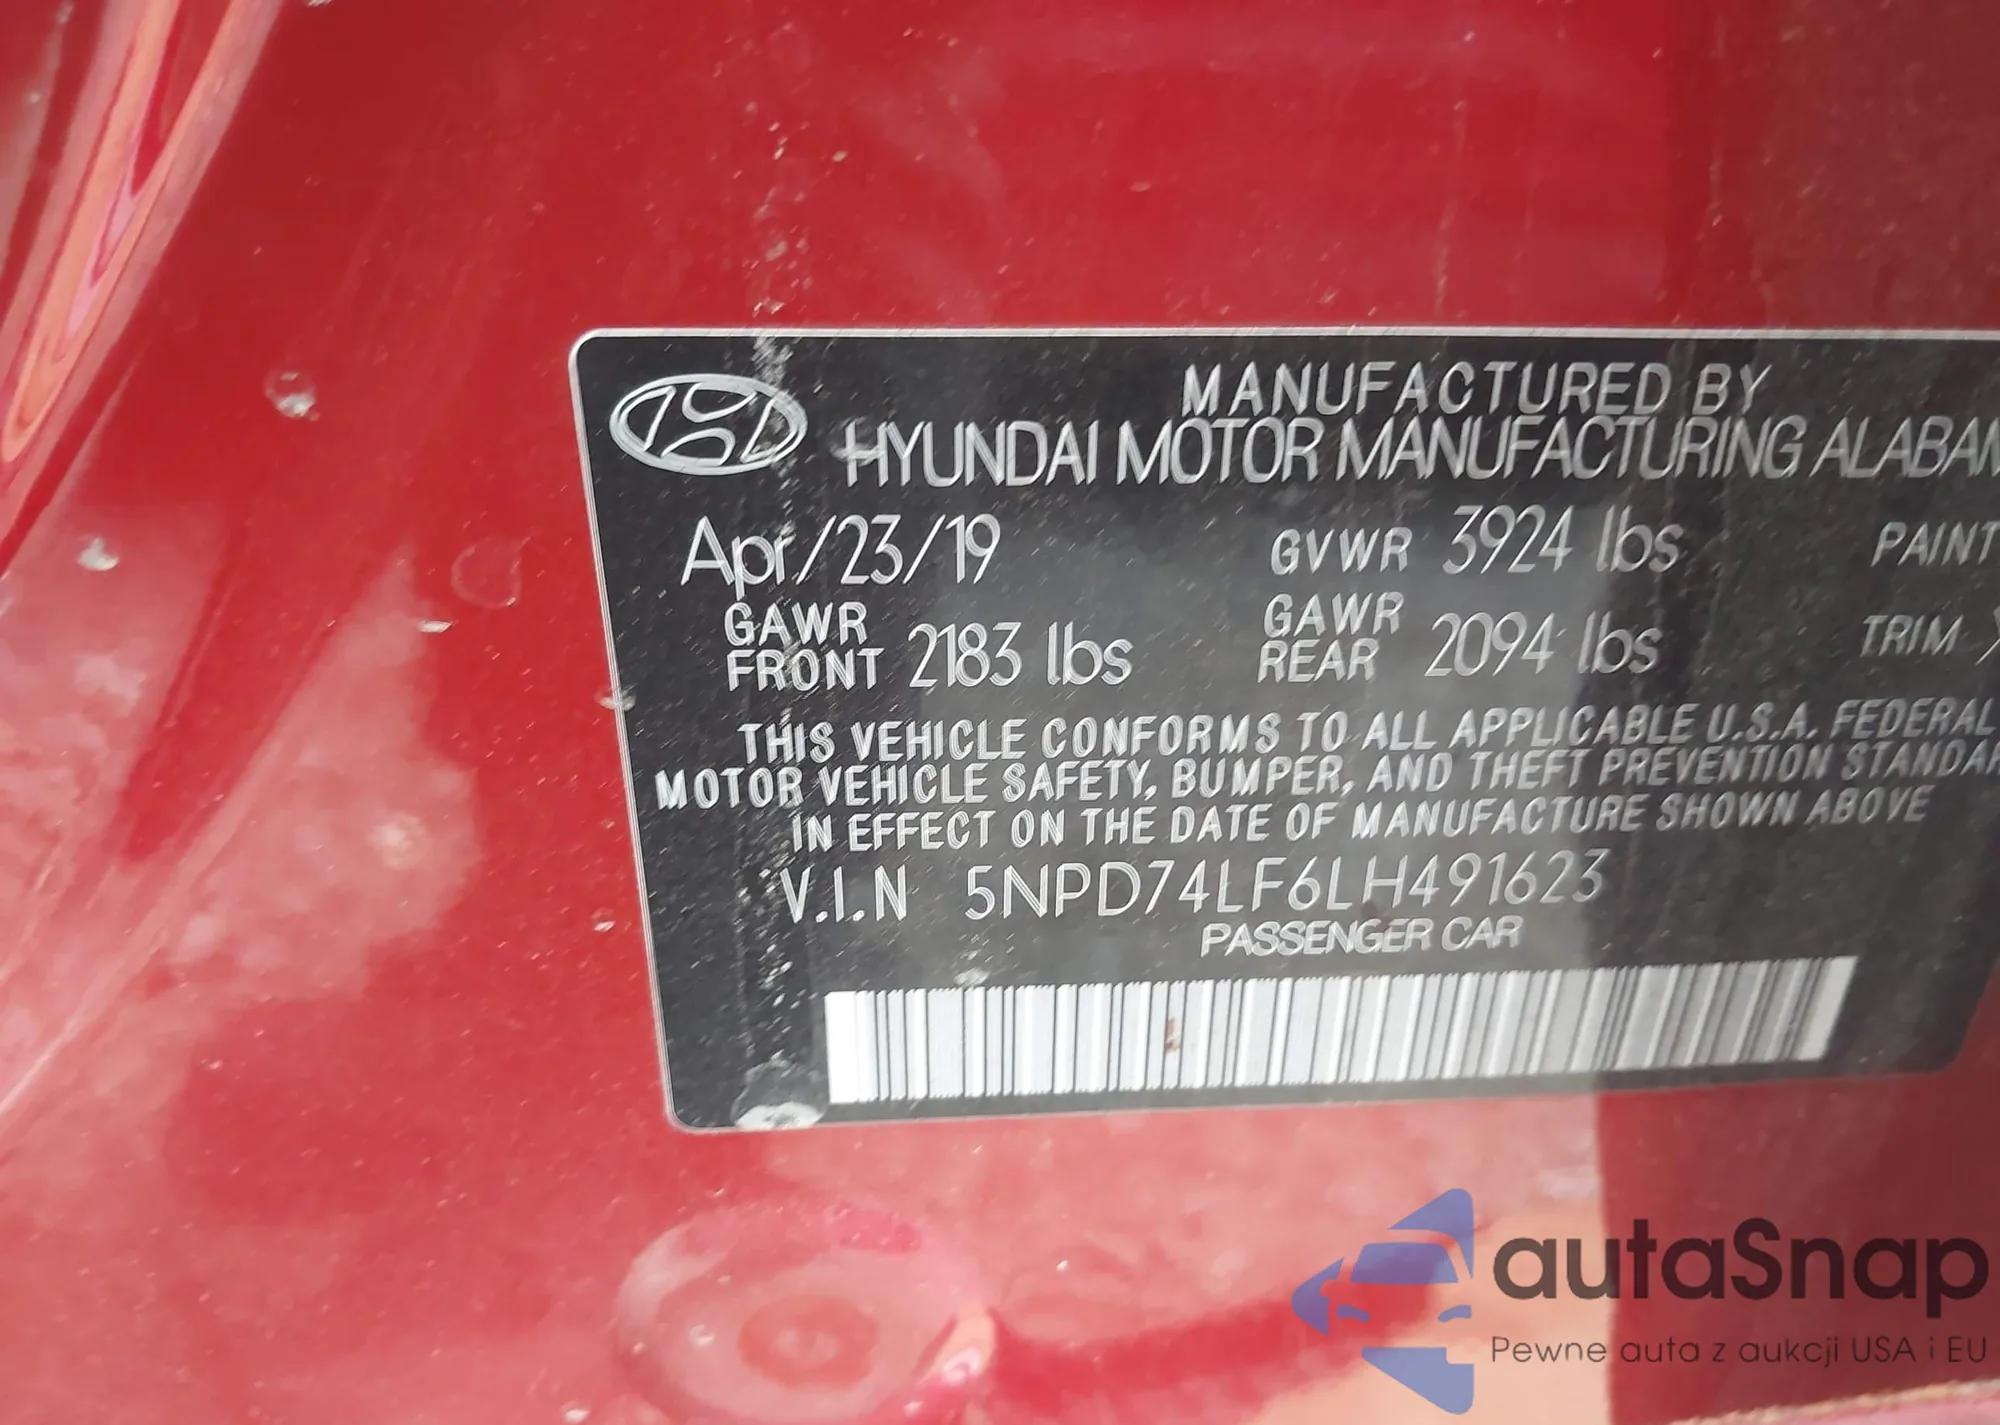 MANUFACTURED BY
HYUNDAI MOTOR MANUFACTURING ALABAM
Apr/23/19 GVWR 3924 lbs PAINT
GAWR FRONT 2183 lbs GAWR REAR 2094 lbs TRIM X
THIS VEHICLE CONFORMS TO ALL APPLICABLE U.S.A. FEDERAL
MOTOR VEHICLE SAFETY, BUMPER, AND THEFT PREVENTION STANDAR
IN EFFECT ON THE DATE OF MANUFACTURE SHOWN ABOVE
V.I.N 5NPD74LF6LH491623
PASSENGER CAR
autaSnap
Pewne auta z aukcji USA i EU